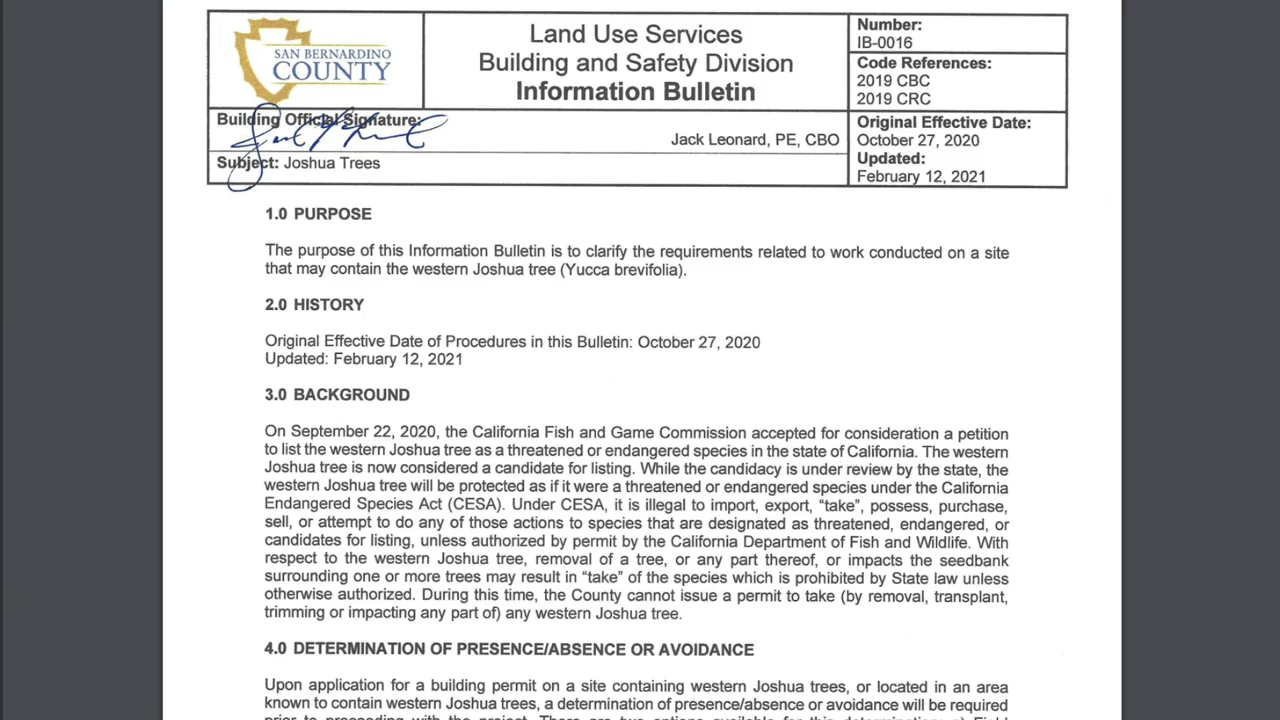 SAN BERNARDINO
COUNTY
Land Use Services
Building and Safety Division
Information Bulletin
Number:
IB-0016
Code References:
2019 CBC
2019 CRC
Building Official Signature:
Jack Leonard, PE, CBO
Original Effective Date:
October 27, 2020
Updated:
February 12, 2021
Subject: Joshua Trees
1.0 PURPOSE
The purpose of this Information Bulletin is to clarify the requirements related to work conducted on a site
that may contain the western Joshua tree (Yucca brevifolia).
2.0 HISTORY
Original Effective Date of Procedures in this Bulletin: October 27, 2020
Updated: February 12, 2021
3.0 BACKGROUND
On September 22, 2020, the California Fish and Game Commission accepted for consideration a petition
to list the western Joshua tree as a threatened or endangered species in the state of California. The western
Joshua tree is now considered a candidate for listing. While the candidacy is under review by the state, the
western Joshua tree will be protected as if it were a threatened or endangered species under the California
Endangered Species Act (CESA). Under CESA, it is illegal to import, export, “take”, possess, purchase,
sell, or attempt to do any of those actions to species that are designated as threatened, endangered, or
candidates for listing, unless authorized by permit by the California Department of Fish and Wildlife. With
respect to the western Joshua tree, removal of a tree, or any part thereof, or impacts the seedbank
surrounding one or more trees may result in “take” of the species which is prohibited by State law unless
otherwise authorized. During this time, the County cannot issue a permit to take (by removal, transplant,
trimming or impacting any part of) any western Joshua tree.
4.0 DETERMINATION OF PRESENCE/ABSENCE OR AVOIDANCE
Upon application for a building permit on a site containing western Joshua trees, or located in an area
known to contain western Joshua trees, a determination of presence/absence or avoidance will be required
prior to proceeding with the project. There are two options available for this determination: a) Field